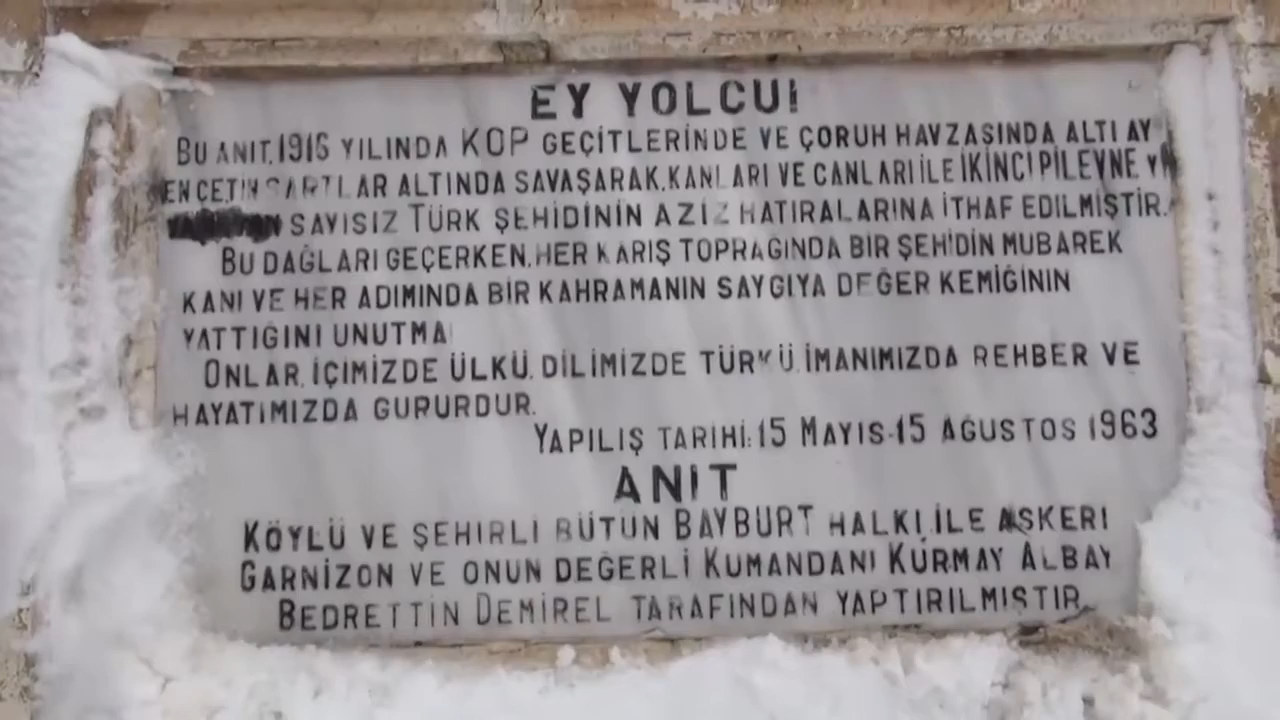 EY YOLCU!
BU ANIT, 1916 YILINDA KOP GEÇİTLERİNDE VE ÇORUH HAVZASINDA ALTI AY
EN ÇETİN ŞARTLAR ALTINDA SAVAŞARAK, KANLARI VE CANLARI İLE İKİNCİ PİLEVNE
SAYISIZ TÜRK ŞEHİDİNİN AZİZ HATIRALARINA İTHAF EDİLMİŞTİR.
BU DAĞLARI GEÇERKEN, HER KARIŞ TOPRAĞINDA BİR ŞEHİDİN MUBAREK
KANI VE HER ADIMINDA BİR KAHRAMANIN SAYGIYA DEĞER KEMİĞİNİN
YATTIĞINI UNUTMA!
ONLAR, İÇİMİZDE ÜLKÜ, DİLİMİZDE TÜRKÜ, İMANIMIZDA REHBER VE
HAYATIMIZDA GURURDUR.
YAPILIŞ TARİHİ: 15 MAYIS-15 AĞUSTOS 1963
ANIT
KÖYLÜ VE ŞEHİRLİ BÜTÜN BAYBURT HALKI İLE ASKERİ
GARNİZON VE ONUN DEĞERLİ KUMANDANI KURMAY ALBAY
BEDRETTİN DEMİREL TARAFINDAN YAPTIRILMIŞTIR